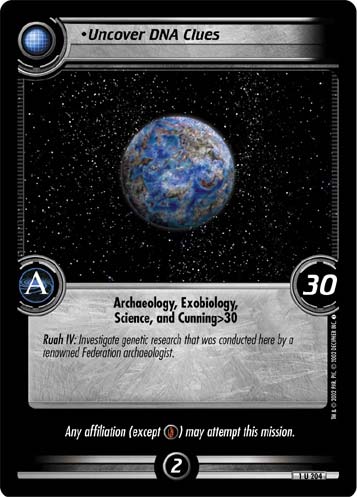 •Uncover DNA Clues
A
30
Archaeology, Exobiology,
Science, and Cunning>30
Ruah IV: Investigate genetic research that was conducted here by a
renowned Federation archaeologist.
Any affiliation (except ) may attempt this mission.
2
1 U 204